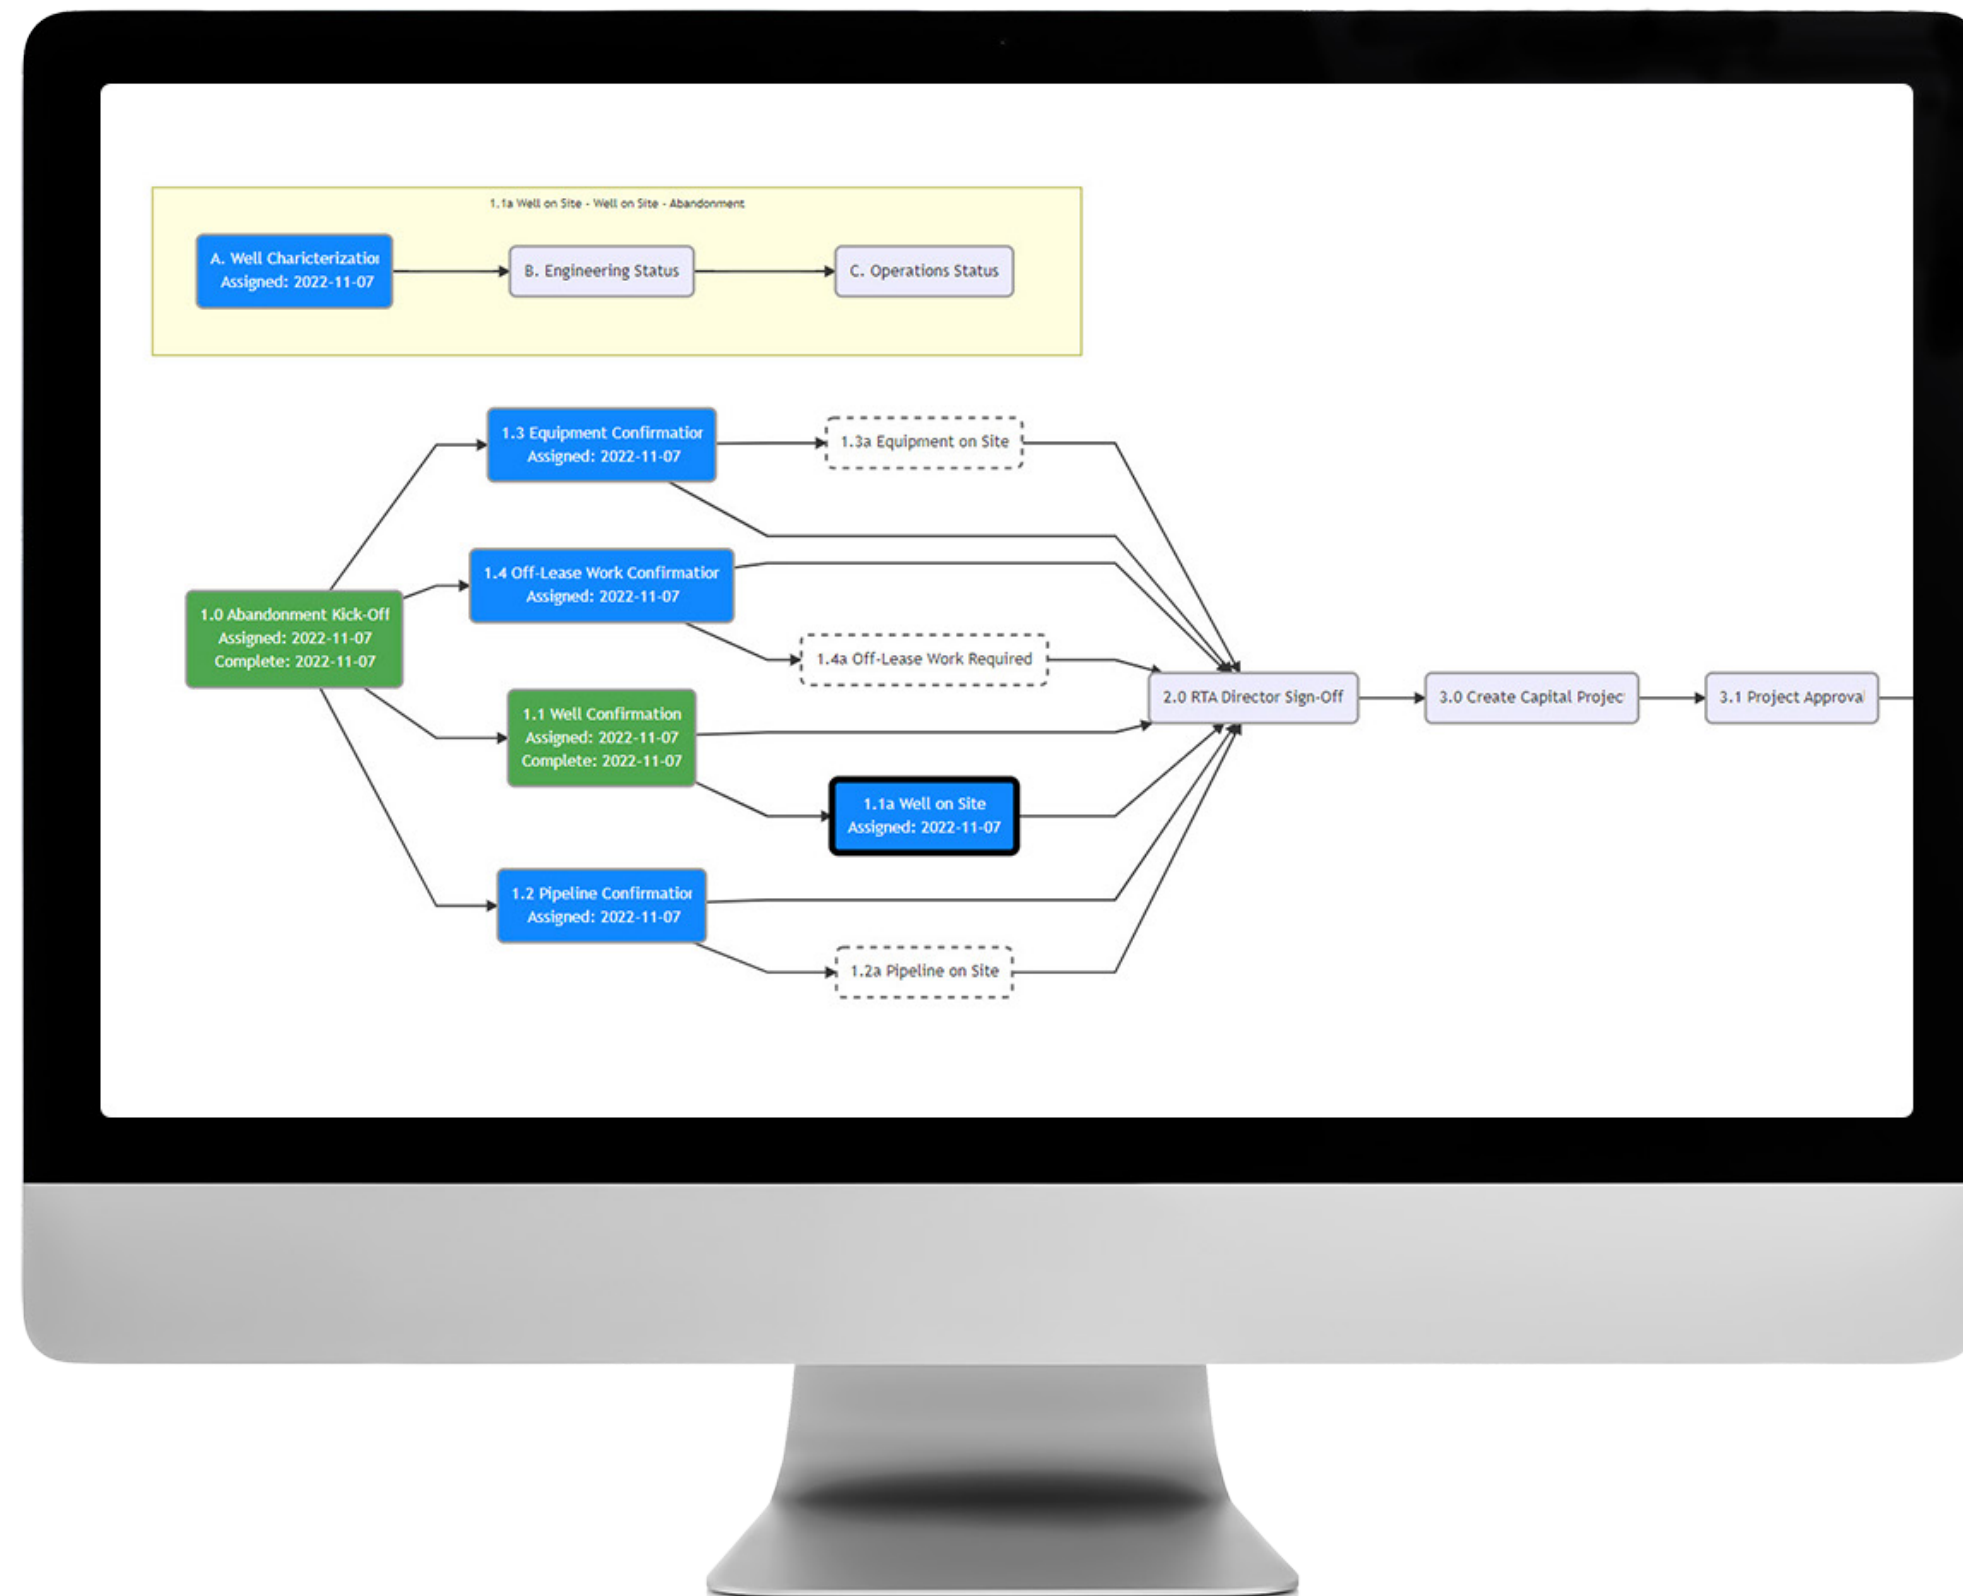 1.1a Well on Site - Well on Site - Abandonment
A. Well Charicterization
Assigned: 2022-11-07
B. Engineering Status
C. Operations Status
1.3 Equipment Confirmation
Assigned: 2022-11-07
1.3a Equipment on Site
1.4 Off-Lease Work Confirmation
Assigned: 2022-11-07
1.0 Abandonment Kick-Off
Assigned: 2022-11-07
Complete: 2022-11-07
1.4a Off-Lease Work Required
1.1 Well Confirmation
Assigned: 2022-11-07
Complete: 2022-11-07
2.0 RTA Director Sign-Off
3.0 Create Capital Projec
3.1 Project Approval
1.1a Well on Site
Assigned: 2022-11-07
1.2 Pipeline Confirmation
Assigned: 2022-11-07
1.2a Pipeline on Site